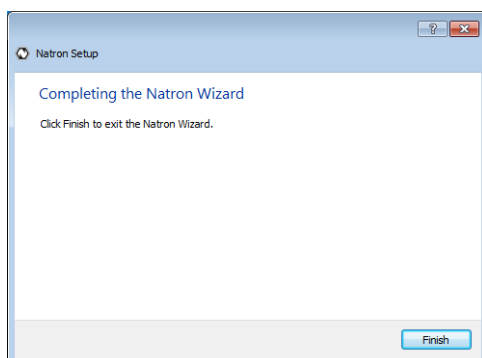 ?
Natron Setup
Completing the Natron Wizard
Click Finish to exit the Natron Wizard.
Finish